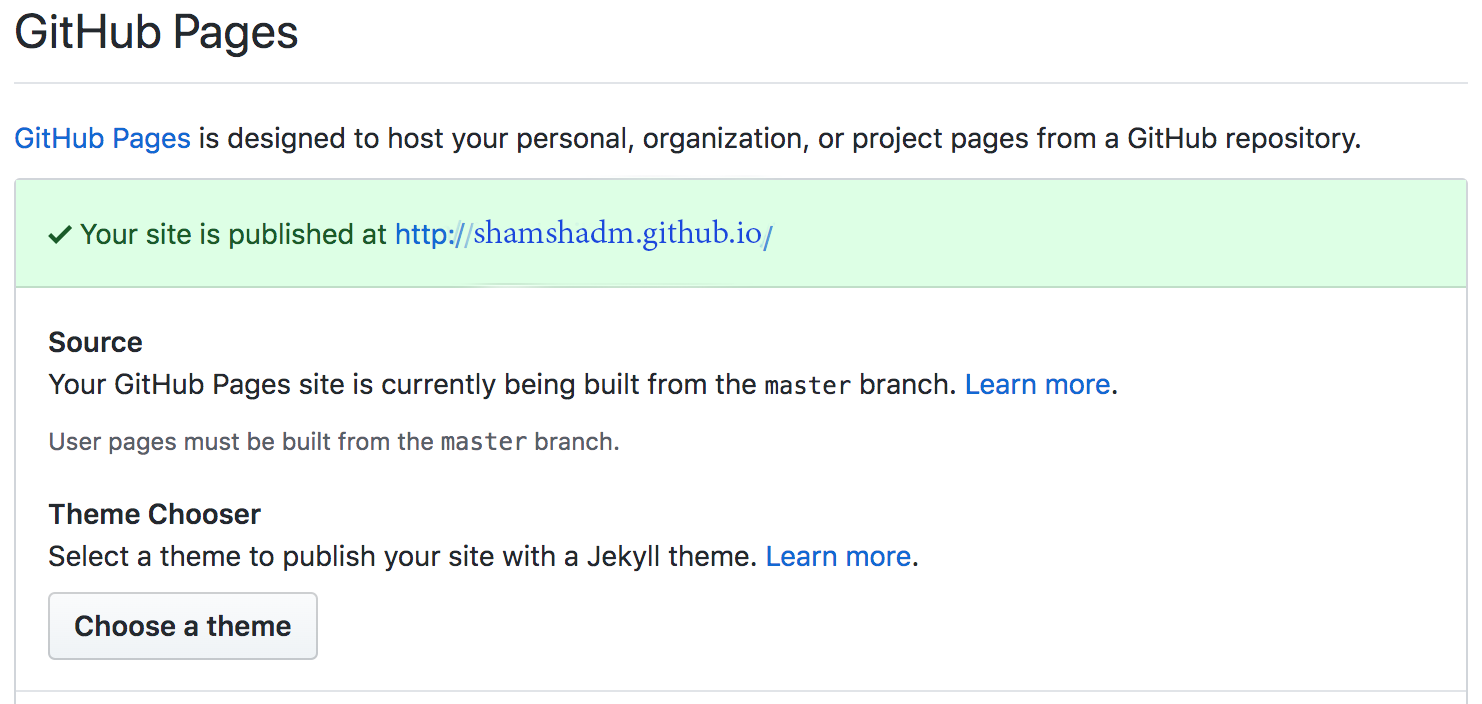 GitHub Pages
GitHub Pages is designed to host your personal, organization, or project pages from a GitHub repository.
✓ Your site is published at http://shamshadm.github.io/
Source
Your GitHub Pages site is currently being built from the master branch. Learn more.
User pages must be built from the master branch.
Theme Chooser
Select a theme to publish your site with a Jekyll theme. Learn more.
Choose a theme